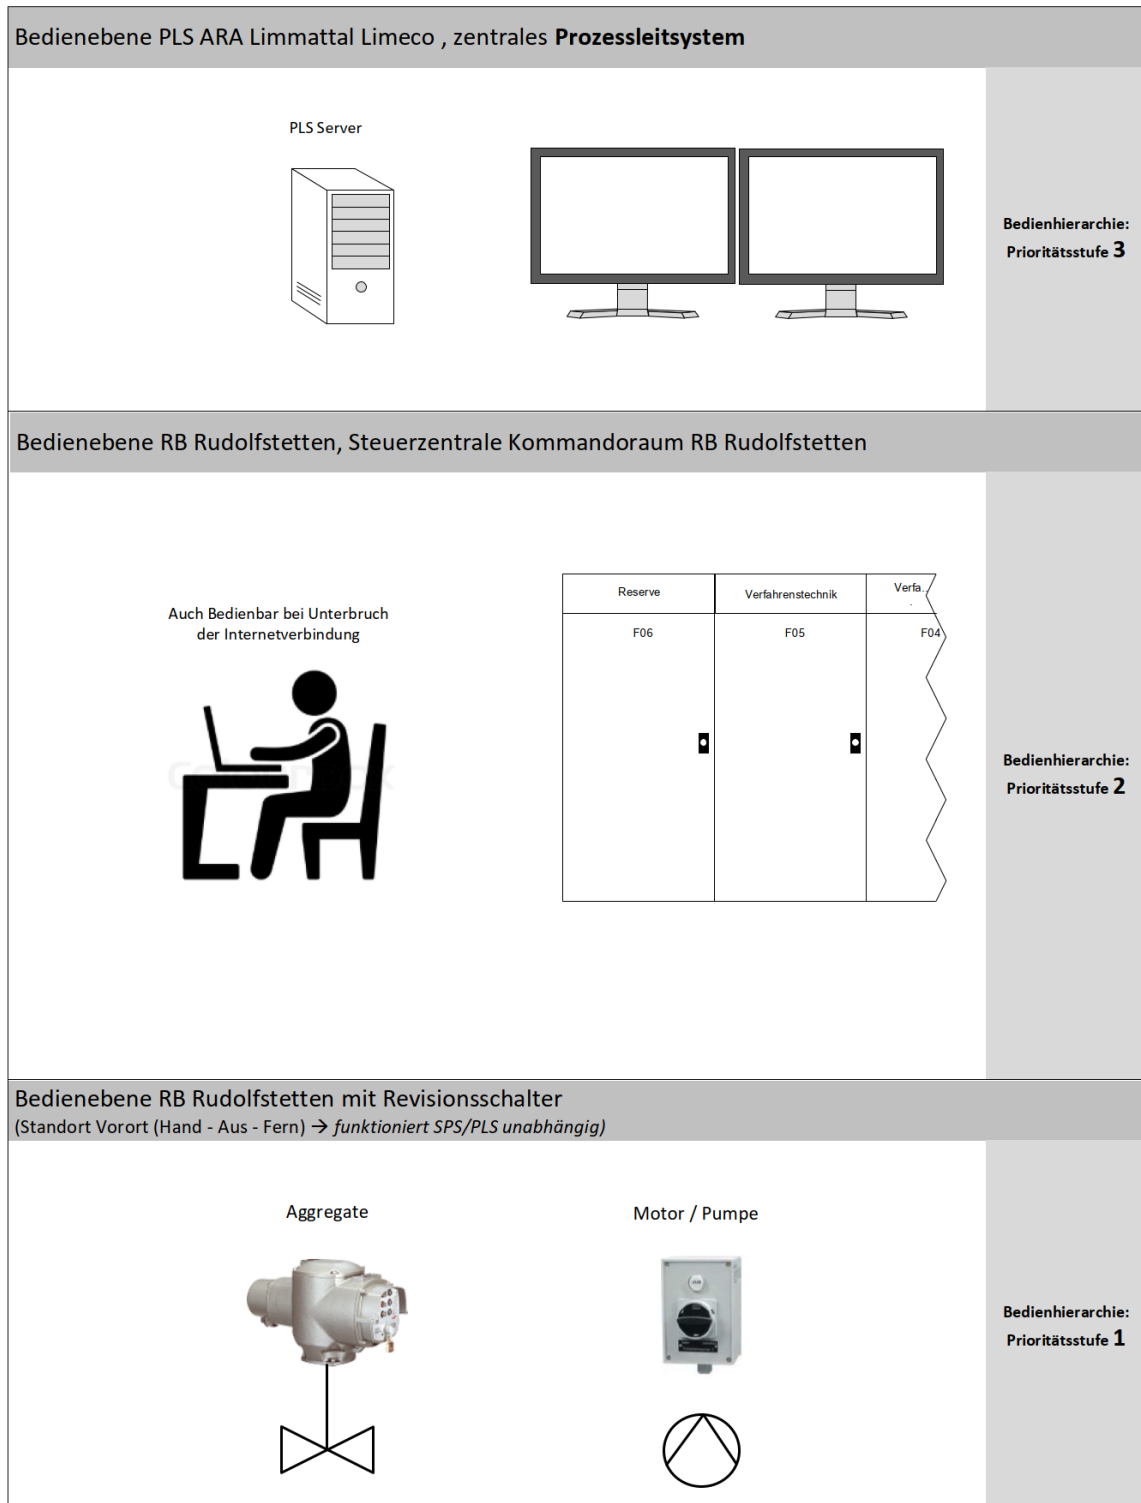 Bedienebene PLS ARA Limmattal Limeco , zentrales Prozessleitsystem
PLS Server
Bedienhierarchie:
Prioritätsstufe 3
Bedienebene RB Rudolfstetten, Steuerzentrale Kommandoraum RB Rudolfstetten
Auch Bedienbar bei Unterbruch
der Internetverbindung
Reserve
Verfahrenstechnik
Verfa..
.
F06
F05
F04
Bedienhierarchie:
Prioritätsstufe 2
Bedienebene RB Rudolfstetten mit Revisionsschalter
(Standort Vorort (Hand - Aus - Fern) → funktioniert SPS/PLS unabhängig)
Aggregate
Motor / Pumpe
Bedienhierarchie:
Prioritätsstufe 1